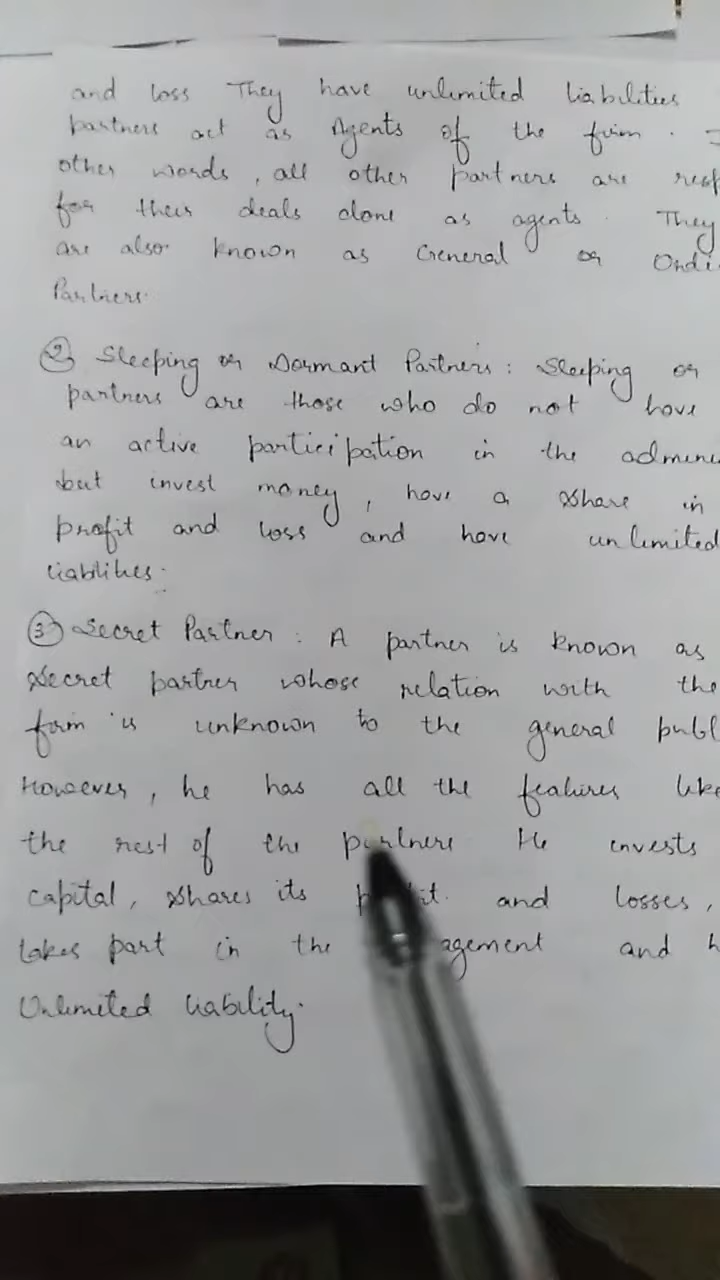 and loss They have unlimited liabilities
partners act as Agents of the firm.
other words, all other partners are
for their deals done as agents. They
are also known as General or
Partners.
② Sleeping or Dormant Partners: Sleeping or
partners are those who do not have
an active participation in the
but invest money, have a share in
profit and loss and have unlimited
liabilities.
③ Secret Partner: A partner is known as
secret partner whose relation with the
firm is unknown to the general
However, he has all the features
the rest of the partners He invests
capital, shares its and losses,
takes part in the and
Unlimited liability.